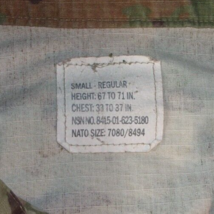 SMALL - REGULAR
HEIGHT: 67 TO 71 IN.
CHEST: 33 TO 37 IN.
NSN NO. 8415-01-623-5180
NATO SIZE: 7080/8494